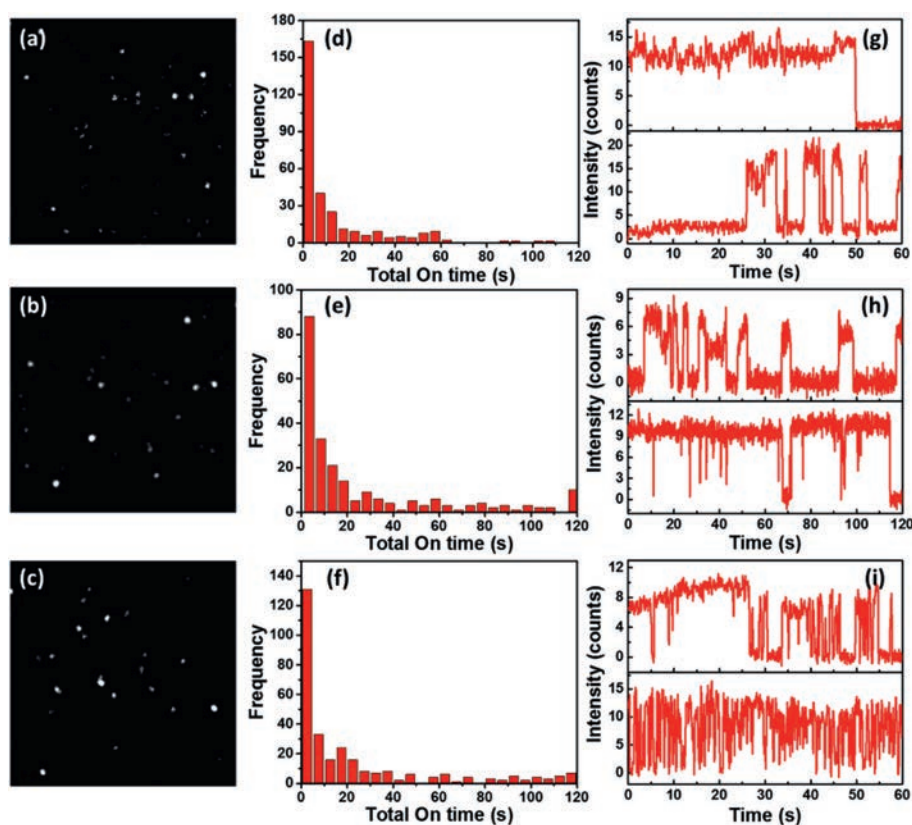 (a)
(d)
(g)
Frequency
180
150
120
90
60
30
0
0 20 40 60 80 100 120
Total On time (s)
Intensity (counts)
15
10
5
0
20
15
10
5
0
0 10 20 30 40 50 60
Time (s)
(b)
(e)
(h)
Frequency
100
80
60
40
20
0
0 20 40 60 80 100 120
Total On time (s)
Intensity (counts)
9
6
3
0
12
9
6
3
0
0 20 40 60 80 100 120
Time (s)
(c)
(f)
(i)
Frequency
140
120
100
80
60
40
20
0
0 20 40 60 80 100 120
Total On time (s)
Intensity (counts)
12
8
4
0
15
10
5
0
0 10 20 30 40 50 60
Time (s)